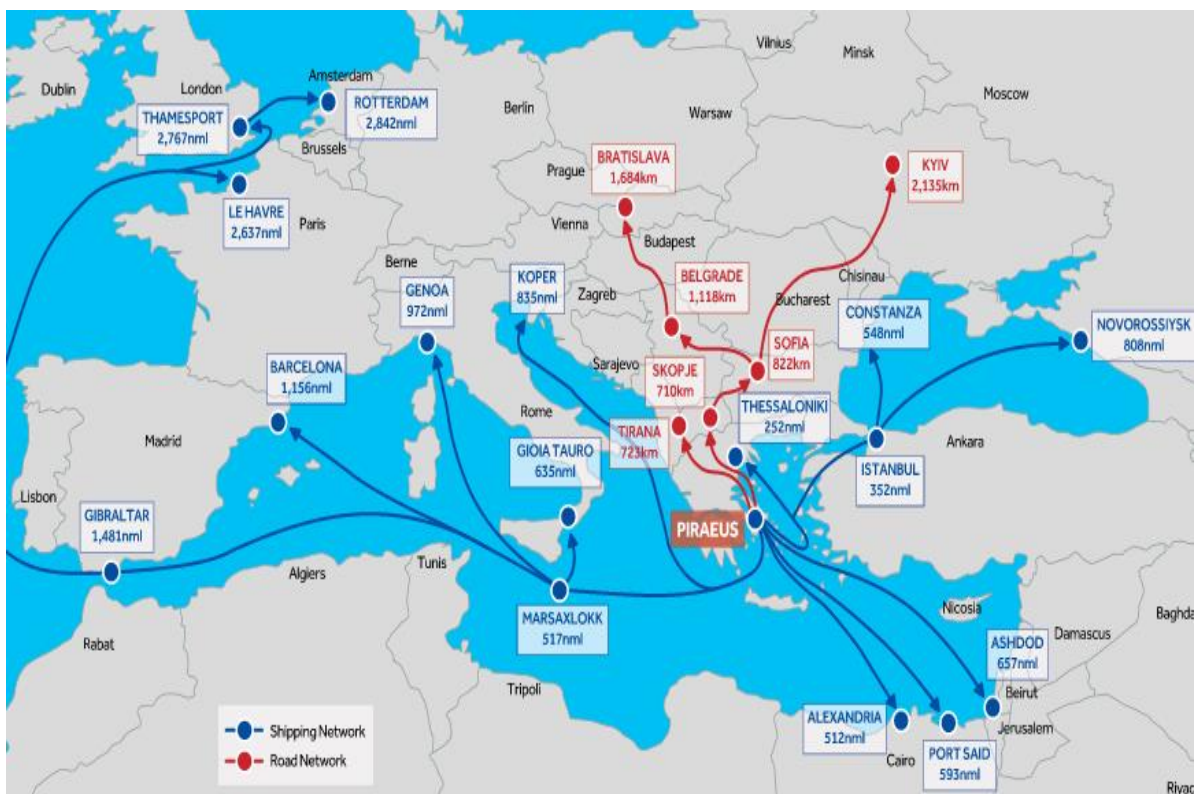 Vilnius
Minsk
Moscow
Dublin
London
Amsterdam
ROTTERDAM
2,842nml
THAMESPORT
2,767nml
Brussels
Berlin
Warsaw
LE HAVRE
2,637nml
Paris
Prague
BRATISLAVA
1,684km
KYIV
2,135km
Vienna
Budapest
Berne
GENOA
972nml
KOPER
835nml
Zagreb
BELGRADE
1,118km
Chisinau
Bucharest
CONSTANZA
548nml
NOVOROSSIYSK
808nml
BARCELONA
1,156nml
Sarajevo
SKOPJE
710km
SOFIA
822km
THESSALONIKI
252nml
Madrid
Rome
GIOIA TAURO
635nml
TIRANA
723km
Ankara
ISTANBUL
352nml
Lisbon
GIBRALTAR
1,481nml
PIRAEUS
Algiers
Tunis
MARSAXLOKK
517nml
Nicosia
Rabat
ASHDOD
657nml
Damascus
Baghda
Tripoli
Beirut
Jerusalem
ALEXANDRIA
512nml
Cairo
PORT SAID
593nml
Riyad
Shipping Network
Road Network